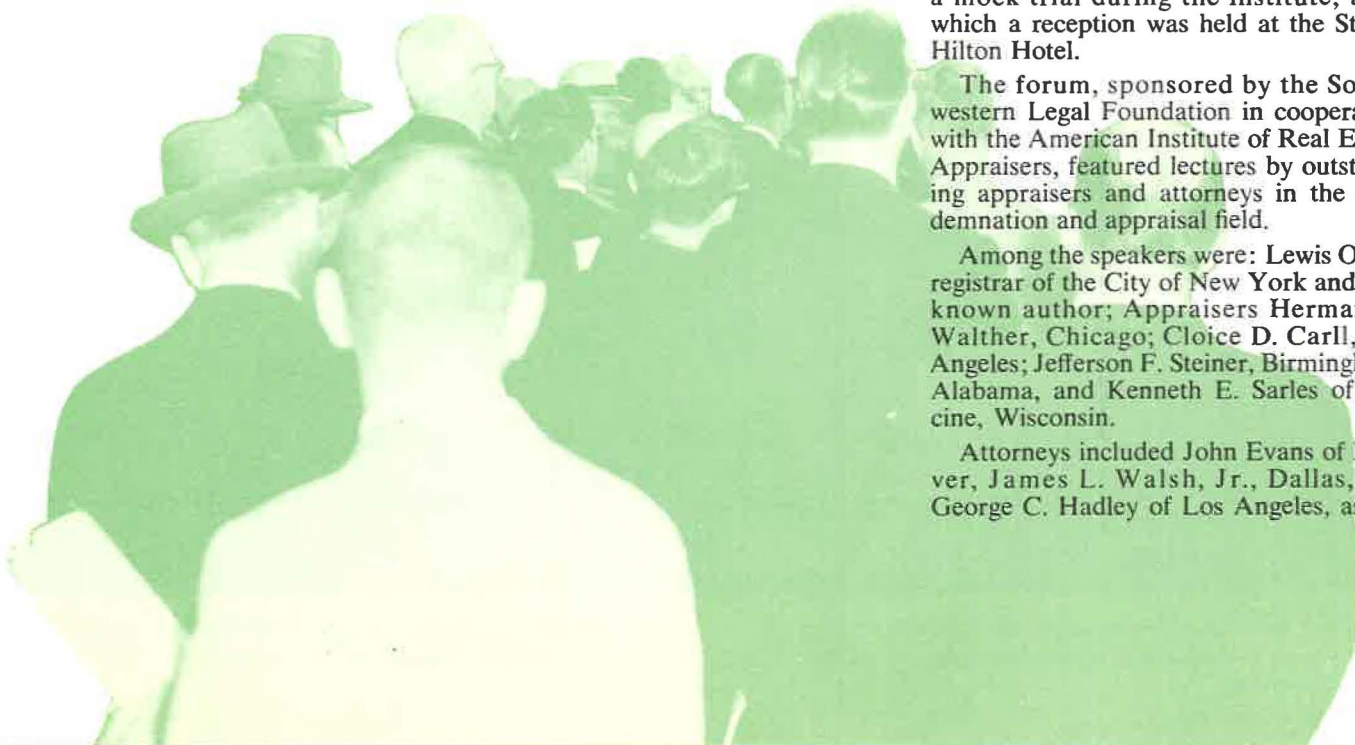 a mock trial during the Institute, a
which a reception was held at the St
Hilton Hotel.
The forum, sponsored by the So
western Legal Foundation in coopera
with the American Institute of Real E
Appraisers, featured lectures by outst
ing appraisers and attorneys in the
demnation and appraisal field.
Among the speakers were: Lewis O
registrar of the City of New York and
known author; Appraisers Herma
Walther, Chicago; Cloice D. Carll,
Angeles; Jefferson F. Steiner, Birmingh
Alabama, and Kenneth E. Sarles of
cine, Wisconsin.
Attorneys included John Evans of
ver, James L. Walsh, Jr., Dallas,
George C. Hadley of Los Angeles, as